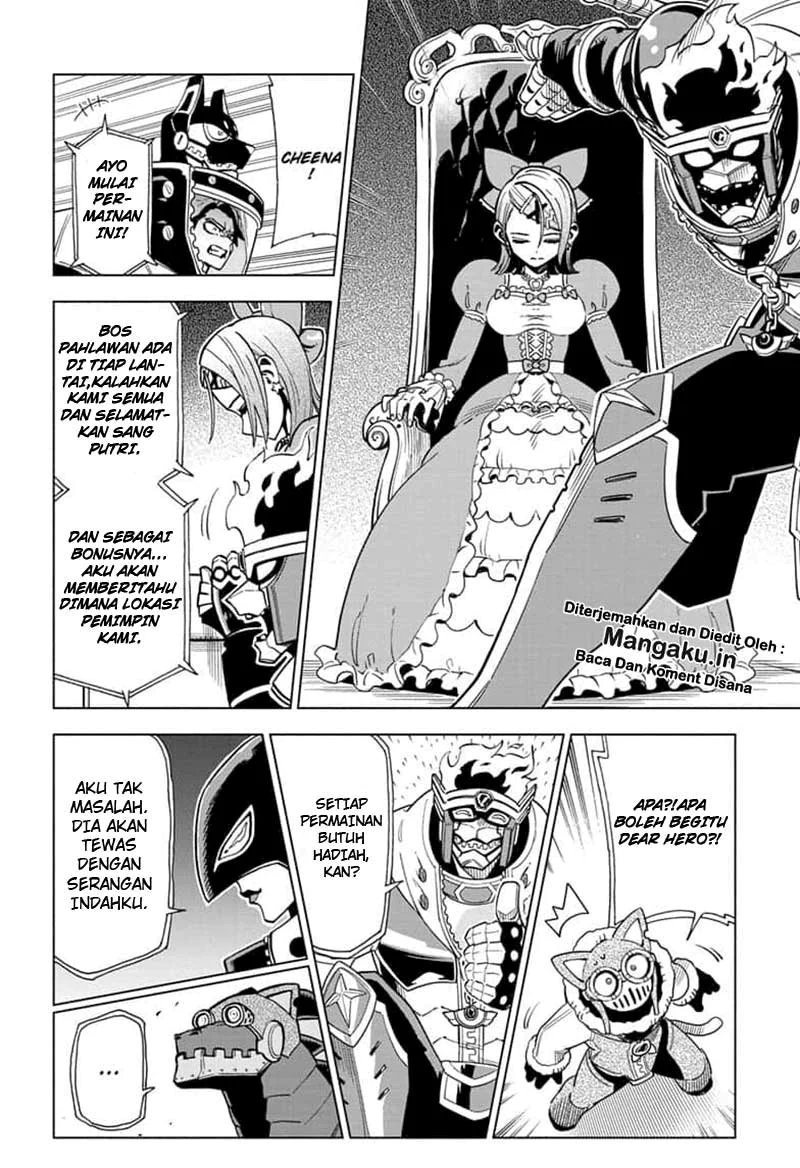 CHEENA
!
AYO
MULAI
PER-
MAINAN
INI!
BOS
PAHLAWAN ADA
DI TIAP LAN-
TAI,KALAHKAN
KAMI SEMUA
DAN SELAMAT-
KAN SANG
PUTRI.
DAN SEBAGAI
BONUSNYA...
AKU AKAN
MEMBERITAHU
DIMANA LOKASI
PEMIMPIN
KAMI.
Diterjemahkan dan Diedit Oleh :
Mangaku.in
Baca Dan Koment Disana
APA?!APA
BOLEH BEGITU
DEAR HERO?!
SETIAP
PERMAINAN
BUTUH
HADIAH,
KAN?
AKU TAK
MASALAH.
DIA AKAN
TEWAS
DENGAN
SERANGAN
INDAHKU.
...